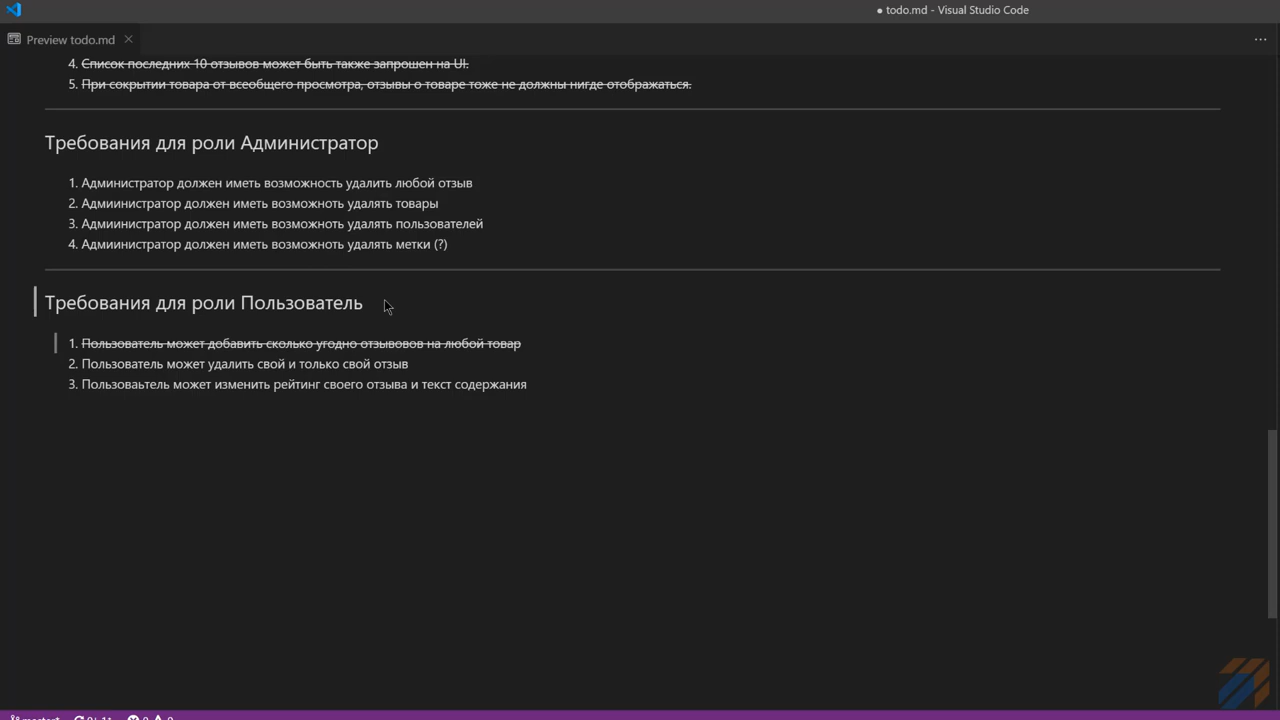 ● todo.md - Visual Studio Code
Preview todo.md
4. Список последних 10 отзывов может быть также запрошен на UI.
5. При сокрытии товара от всеобщего просмотра, отзывы о товаре тоже не должны нигде отображаться.
Требования для роли Администратор
1. Администратор должен иметь возможность удалить любой отзыв
2. Адмиинистратор должен иметь возможноть удалять товары
3. Адмиинистратор должен иметь возможноть удалять пользователей
4. Адмиинистратор должен иметь возможноть удалять метки (?)
Требования для роли Пользователь
1. Пользователь может добавить сколько угодно отзывовов на любой товар
2. Пользователь может удалить свой и только свой отзыв
3. Пользоваьтель может изменить рейтинг своего отзыва и текст содержания